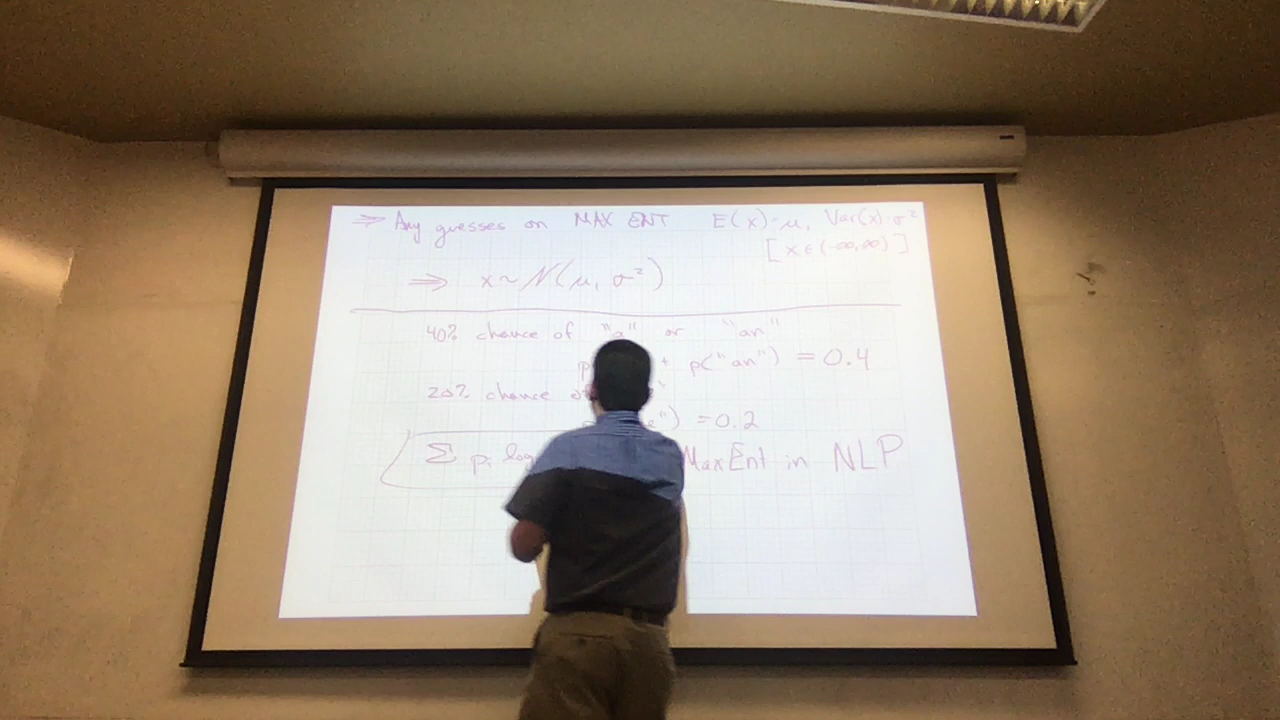 ⇒ Any guesses on MAX ENT E(x)=μ, Var(x)=σ²
[x ∈ (-∞,∞)]
⇒ x ~ N(μ, σ²)
40% chance of "a" or "an"
p + p("an") = 0.4
20% chance
") = 0.2
Σ pᵢ log MaxEnt in NLP